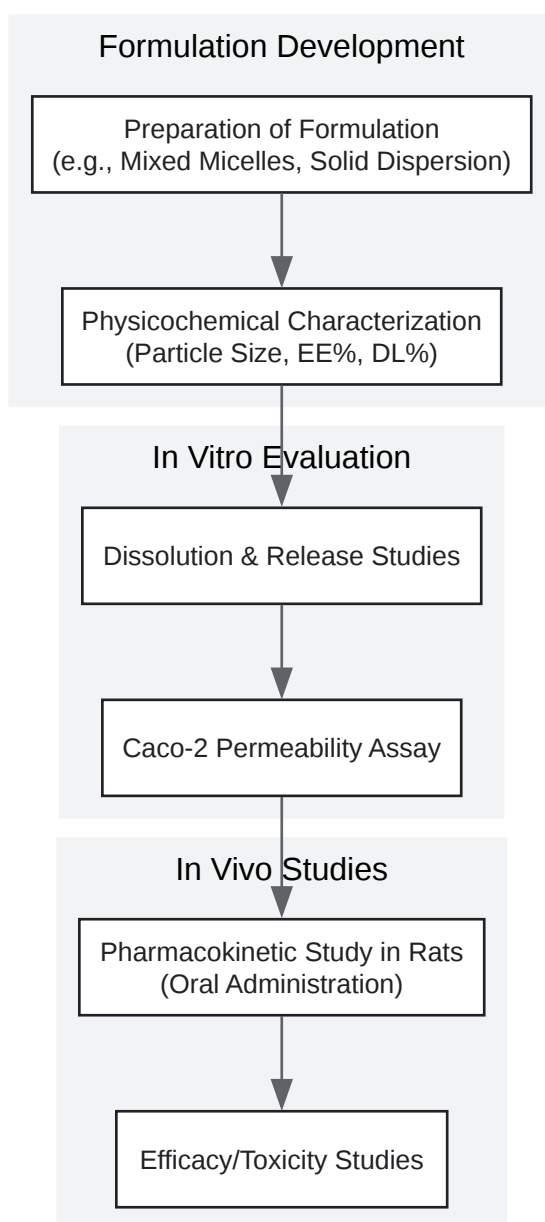 Formulation Development
Preparation of Formulation
(e.g., Mixed Micelles, Solid Dispersion)
Physicochemical Characterization
(Particle Size, EE%, DL%)
In Vitro Evaluation
Dissolution & Release Studies
Caco-2 Permeability Assay
In Vivo Studies
Pharmacokinetic Study in Rats
(Oral Administration)
Efficacy/Toxicity Studies